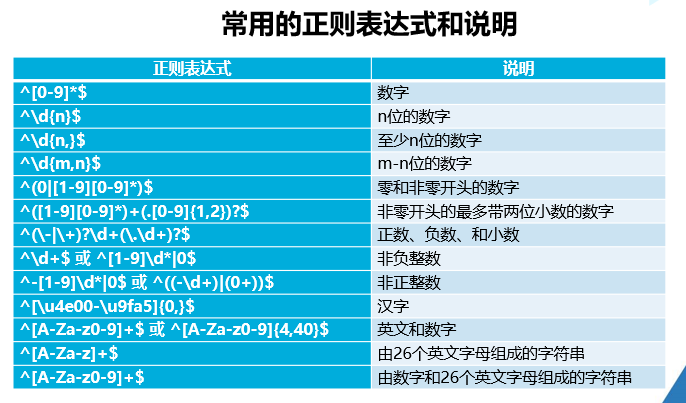 常用的正则表达式和说明
正则表达式 说明
^[0-9]*$ 数字
^\d{n}$ n位的数字
^\d{n,}$ 至少n位的数字
^\d{m,n}$ m-n位的数字
^(0|[1-9][0-9]*)$ 零和非零开头的数字
^([1-9][0-9]*)+(.[0-9]{1,2})?$ 非零开头的最多带两位小数的数字
^(\-|\+)?\d+(\.\d+)?$ 正数、负数、和小数
^\d+$ 或 ^[1-9]\d*|0$ 非负整数
^-[1-9]\d*|0$ 或 ^((-\d+)|(0+))$ 非正整数
^[\u4e00-\u9fa5]{0,}$ 汉字
^[A-Za-z0-9]+$ 或 ^[A-Za-z0-9]{4,40}$ 英文和数字
^[A-Za-z]+$ 由26个英文字母组成的字符串
^[A-Za-z0-9]+$ 由数字和26个英文字母组成的字符串